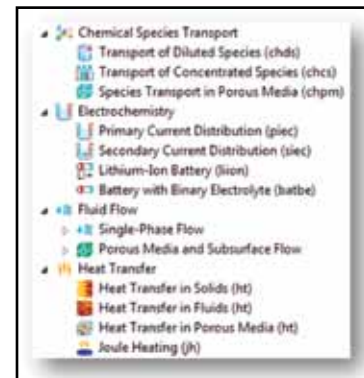 Chemical Species Transport
Transport of Diluted Species (chds)
Transport of Concentrated Species (chcs)
Species Transport in Porous Media (chpm)
Electrochemistry
Primary Current Distribution (piec)
Secondary Current Distribution (siec)
Lithium-Ion Battery (liion)
Battery with Binary Electrolyte (batbe)
Fluid Flow
Single-Phase Flow
Porous Media and Subsurface Flow
Heat Transfer
Heat Transfer in Solids (ht)
Heat Transfer in Fluids (ht)
Heat Transfer in Porous Media (ht)
Joule Heating (jh)